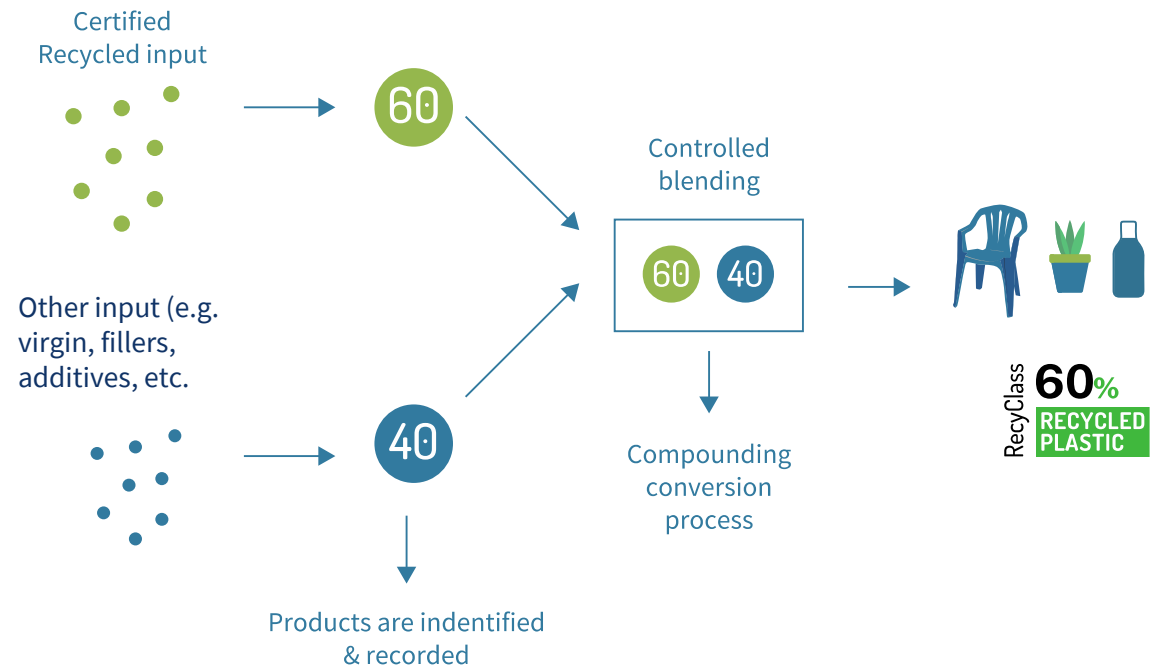 Certified
Recycled input
60
Controlled
blending
60 40
Other input (e.g.
virgin, fillers,
additives, etc.
40
Compounding
conversion
process
RecyClass
60%
RECYCLED
PLASTIC
Products are indentified
& recorded